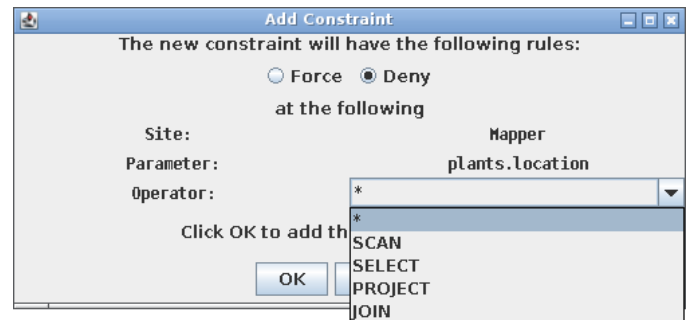 Add Constraint
The new constraint will have the following rules:
Force Deny
at the following
Site: Mapper
Parameter: plants.location
Operator: *
*
Click OK to add th
SCAN
SELECT
OK
PROJECT
JOIN